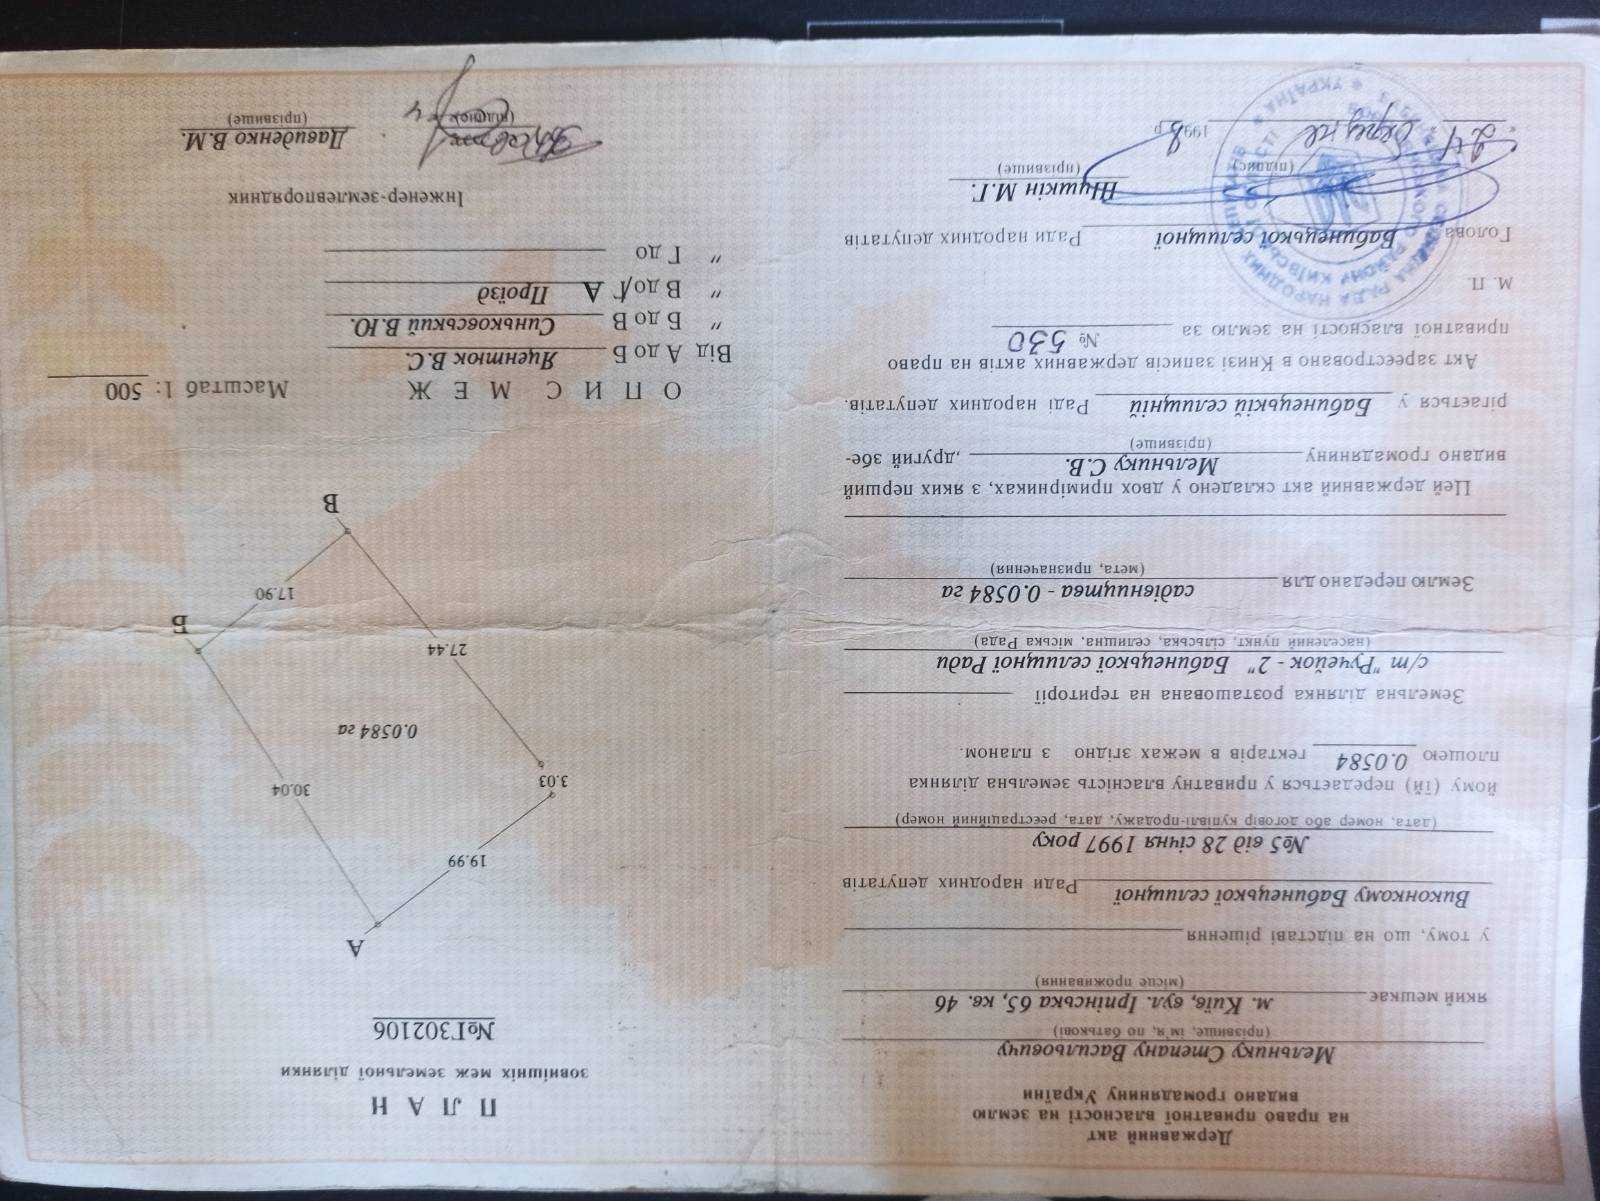 Державний акт
на право приватної власності на землю
видано громадянину України
Мельнику Степану Васильовичу
(прізвище, ім'я, по батькові)
який мешкає м. Київ, вул. Ірпінська 65, кв. 46
(місце проживання)
у тому, що на підставі рішення
Виконкому Бабинецької селищної Ради народних депутатів
№5 від 28 січня 1997 року
(дата, номер або договір купівлі-продажу, дата, реєстраційний номер)
йому (їй) передається у приватну власність земельна ділянка
площею 0.0584 гектарів в межах згідно з планом.
Земельна ділянка розташована на території
с/т "Ручейок - 2" Бабинецької селищної Ради
(населений пункт, сільська, селищна, міська Рада)
Землю передано для садівництва - 0.0584 га
(мета, призначення)
Цей державний акт складено у двох примірниках, з яких перший
видано громадянину Мельнику С.В. , другий збе-
(прізвище)
рігається у Бабинецькій селищній Раді народних депутатів.
Акт зареєстровано в Книзі записів державних актів на право
приватної власності на землю за № 530
М. П.
Голова Бабинецької селищної Ради народних депутатів
Шушкін М.Г.
(підпис) (прізвище)
" 24 " 1998 р.
УКРАЇНА
П Л А Н
зовнішніх меж земельної ділянки
№Г302106
А
19.99
3.03
30.04
0.0584 га
27.44
Б
17.90
В
О П И С М Е Ж Масштаб 1: 500
Від А до Б Яцентюк В.С.
" Б до В Синьковський В.Ю.
" В до Г А Проїзд
" Г до
Інженер-землевпорядник
Давиденко В.М.
(підпис) (прізвище)